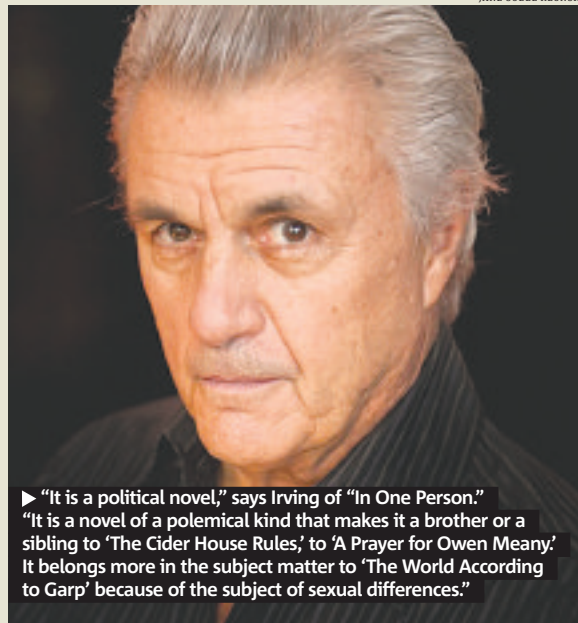 ▶ “It is a political novel,” says Irving of “In One Person.”
“It is a novel of a polemical kind that makes it a brother or a
sibling to ‘The Cider House Rules,’ to ‘A Prayer for Owen Meany.’
It belongs more in the subject matter to ‘The World According
to Garp’ because of the subject of sexual differences.”